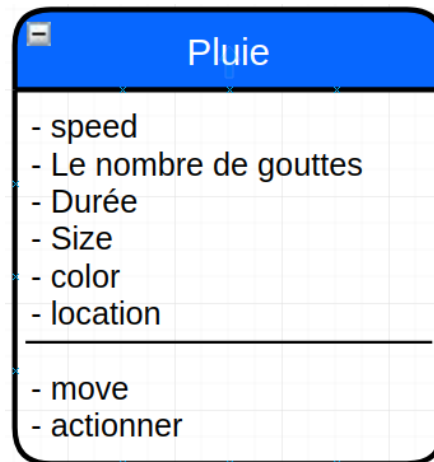 Pluie
- speed
- Le nombre de gouttes
- Durée
- Size
- color
- location
- move
- actionner